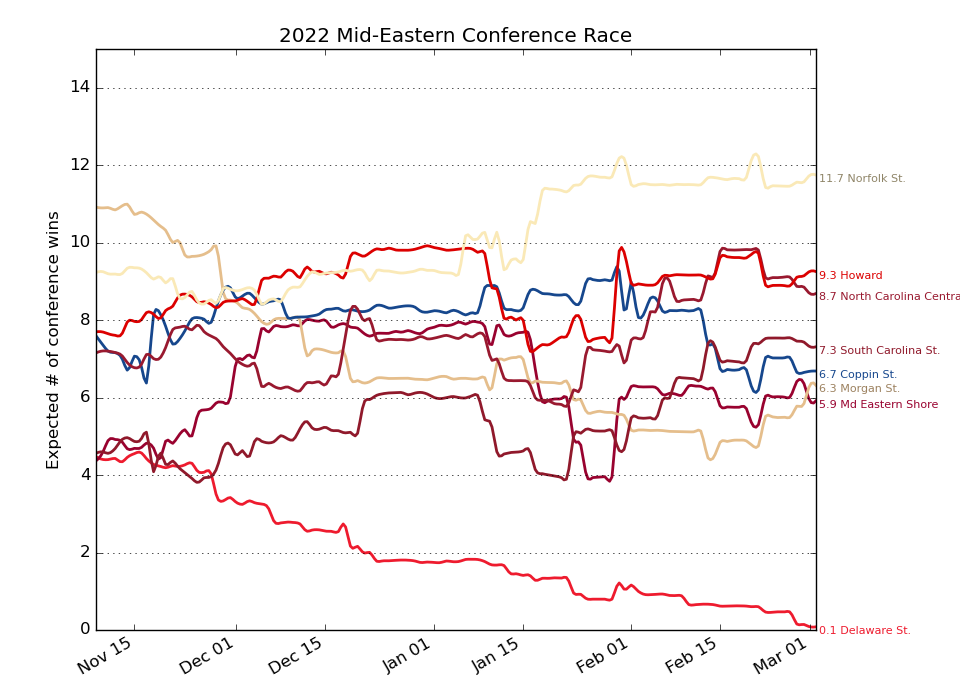 2022 Mid-Eastern Conference Race
Expected # of conference wins
14
12
10
8
6
4
2
0
11.7 Norfolk St.
9.3 Howard
8.7 North Carolina Centra
7.3 South Carolina St.
6.7 Coppin St.
6.3 Morgan St.
5.9 Md Eastern Shore
0.1 Delaware St.
Nov 15
Dec 01
Dec 15
Jan 01
Jan 15
Feb 01
Feb 15
Mar 01